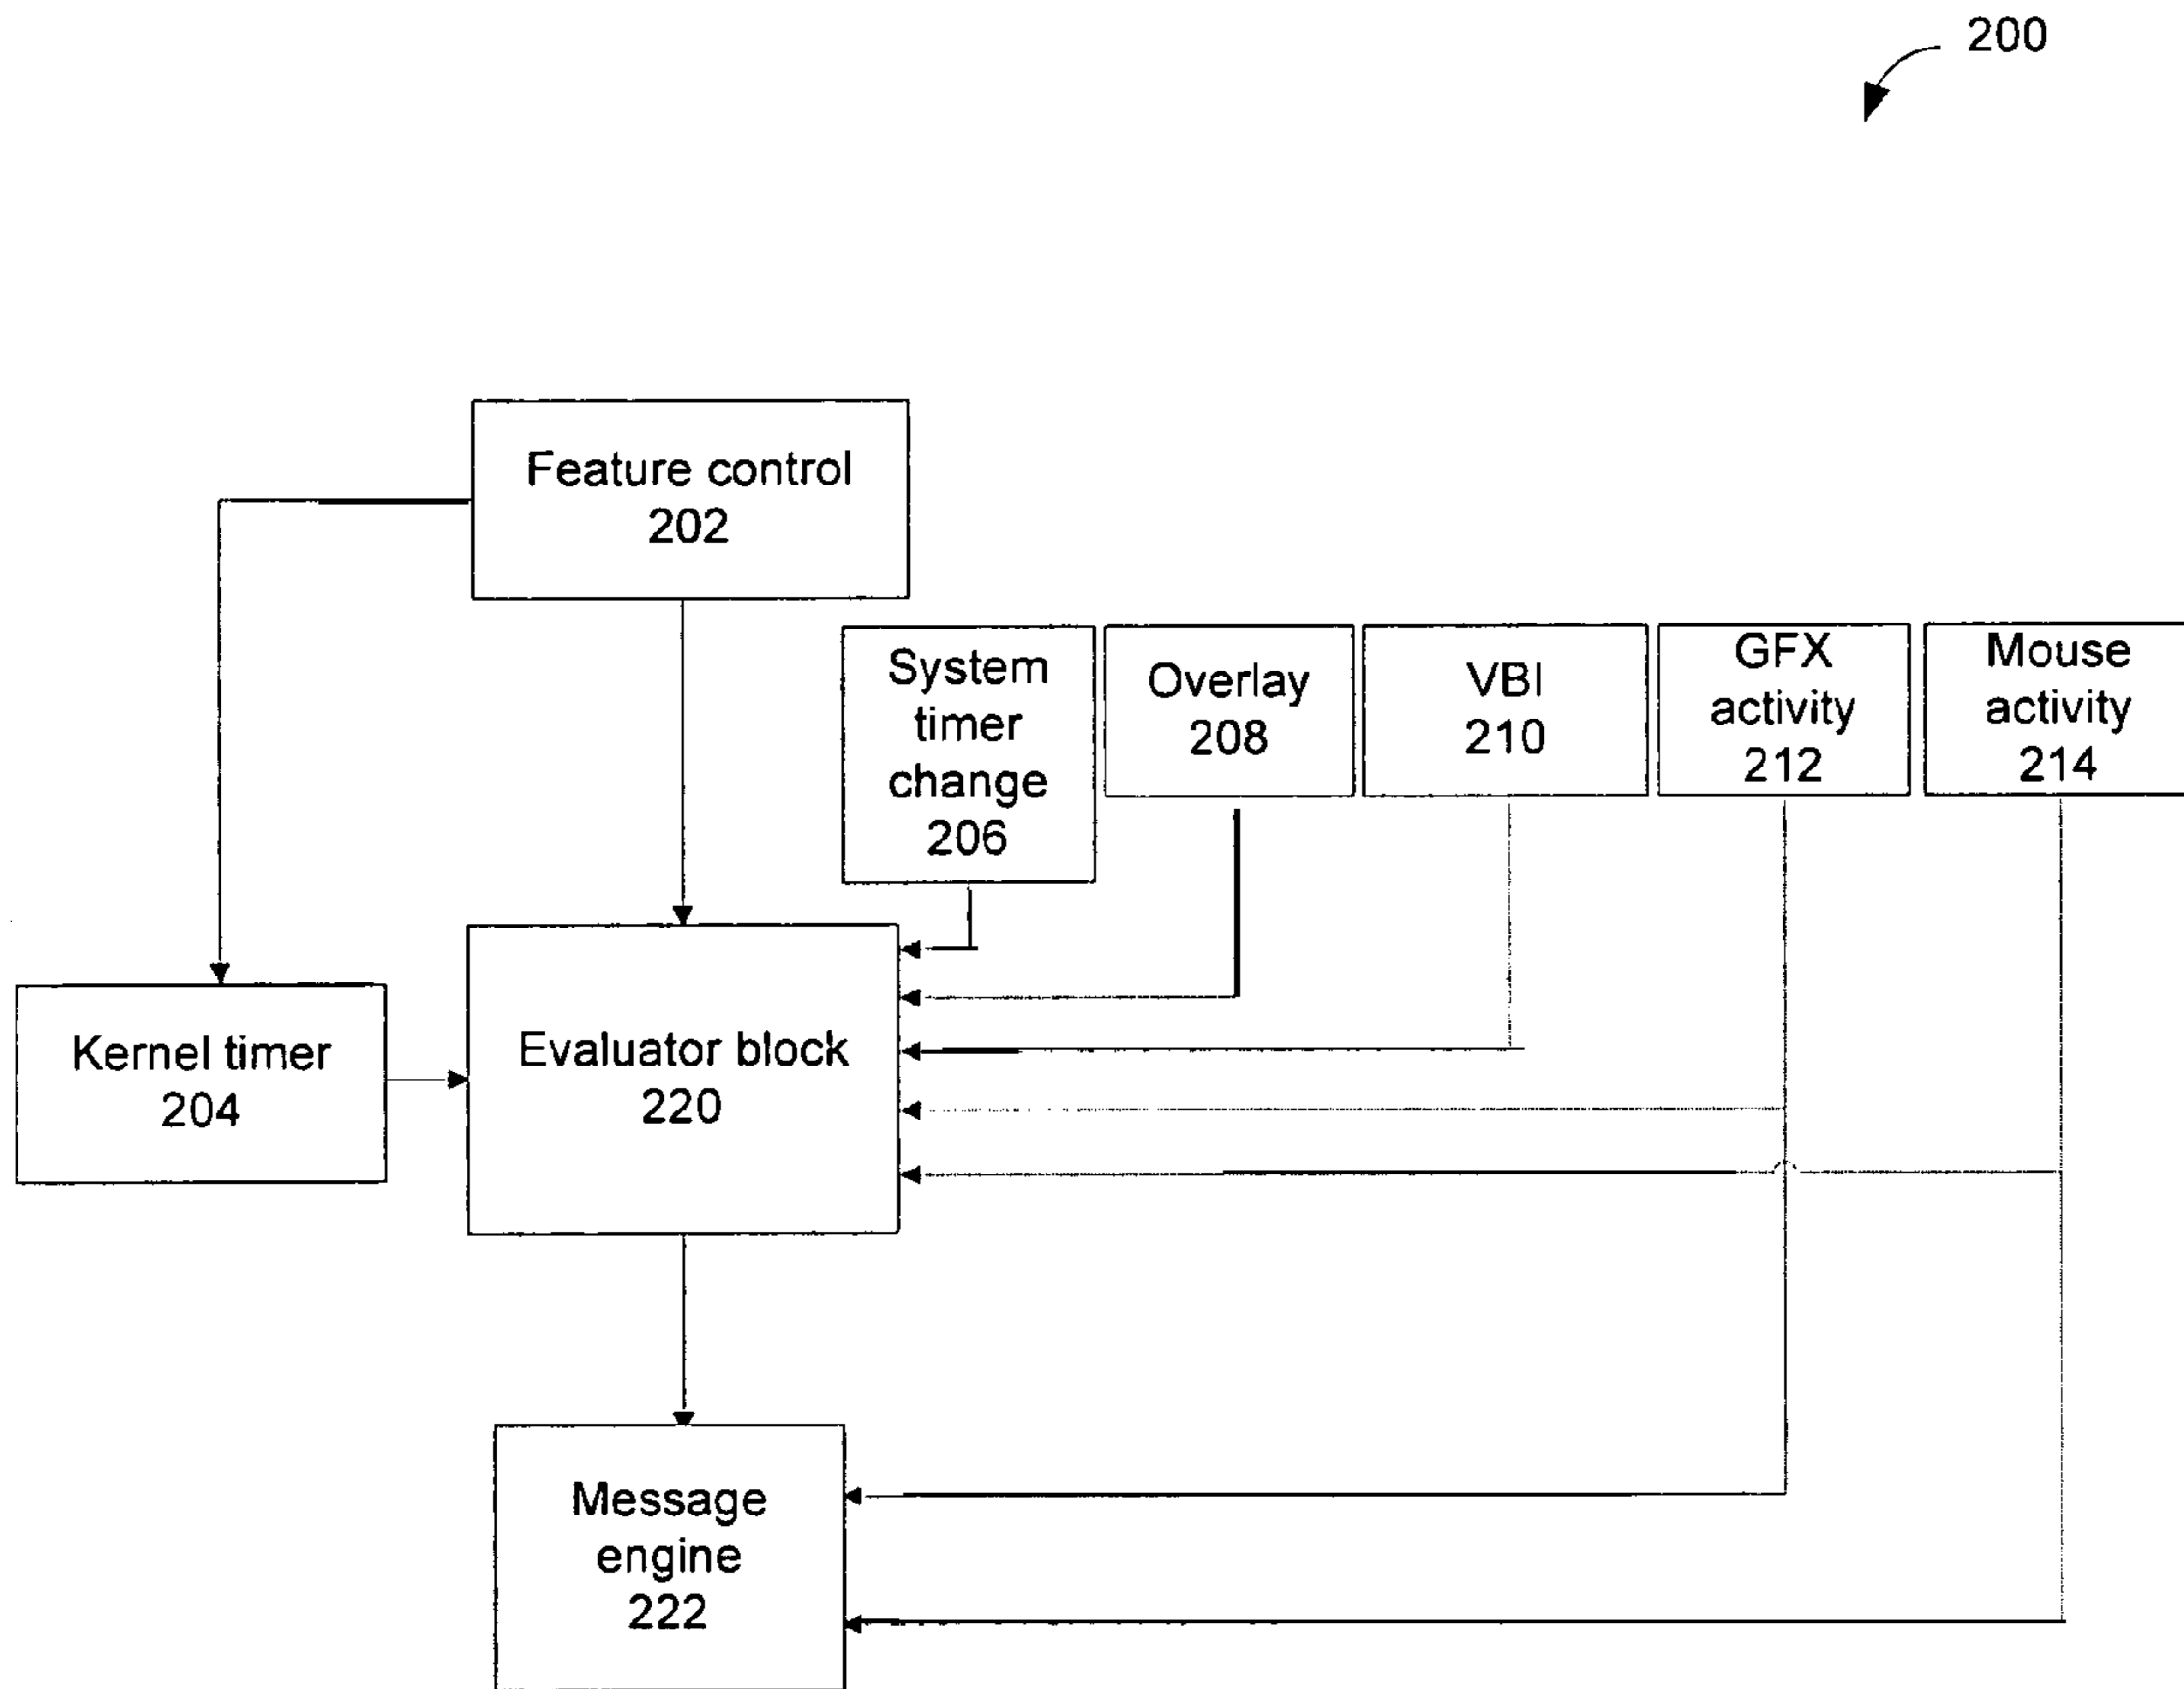 200
Feature control
202
System
timer
change
206
Overlay
208
VBI
210
GFX
activity
212
Mouse
activity
214
Kernel timer
204
Evaluator block
220
Message
engine
222